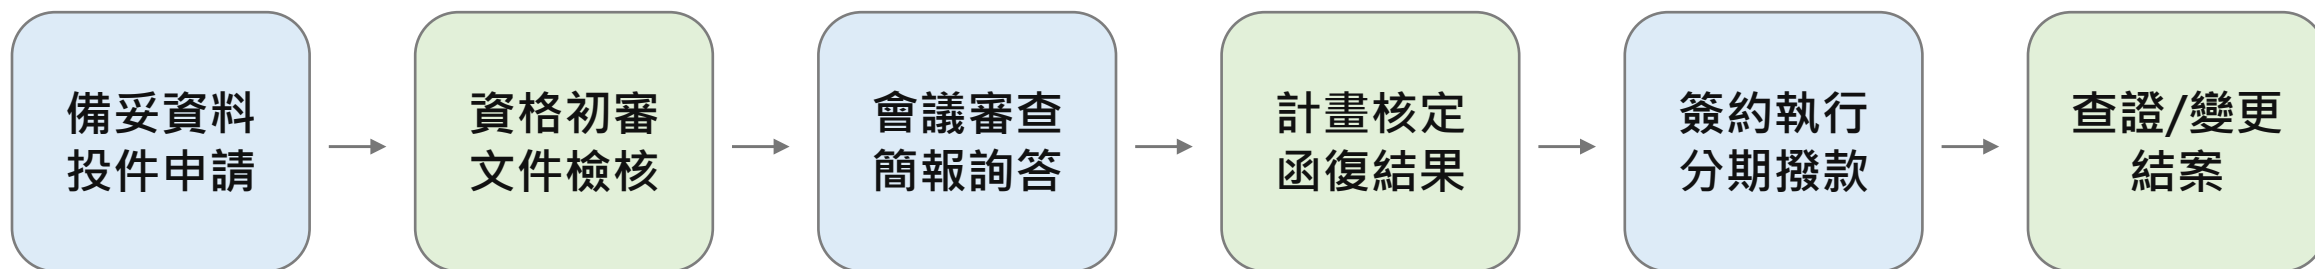 備妥資料
投件申請
資格初審
文件檢核
會議審查
簡報詢答
計畫核定
函復結果
簽約執行
分期撥款
查證/變更
結案